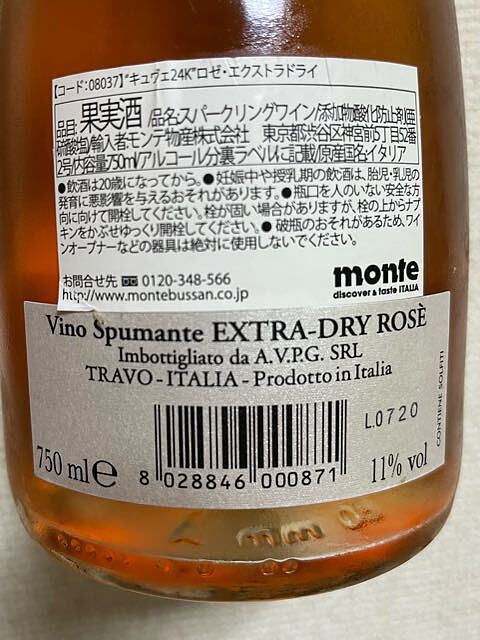 【コード:08037】"キュヴェ24K"ロゼ・エクストラドライ
品目:果実酒/品名:スパークリングワイン/添加物酸化防止剤(亜
硫酸塩)/輸入者:モンテ物産株式会社 東京都渋谷区神宮前5丁目52番
2号/内容量750ml/アルコール分裏ラベルに記載/原産国名:イタリア
●飲酒は20歳になってから。●妊娠中や授乳期の飲酒は、胎児・乳児の
発育に悪影響を与えるおそれがあります。●瓶口を人のいない安全な方
向に向けて開栓してください。栓が固い場合がありますが、栓の上からナプ
キンをかぶせゆっくり開栓してください。●破瓶のおそれがあるため、ワイ
ンオープナーなどの器具は絶対に使用しないでください。
お問合せ先 0120-348-566
http://www.montebussan.co.jp
monte
discover & taste ITALIA
Vino Spumante EXTRA-DRY ROSÈ
Imbottigliato da A.V.P.G. SRL
TRAVO - ITALIA - Prodotto in Italia
CONTIENE SOLFITI
L0720
750 ml e
8 028846 000871
11% vol